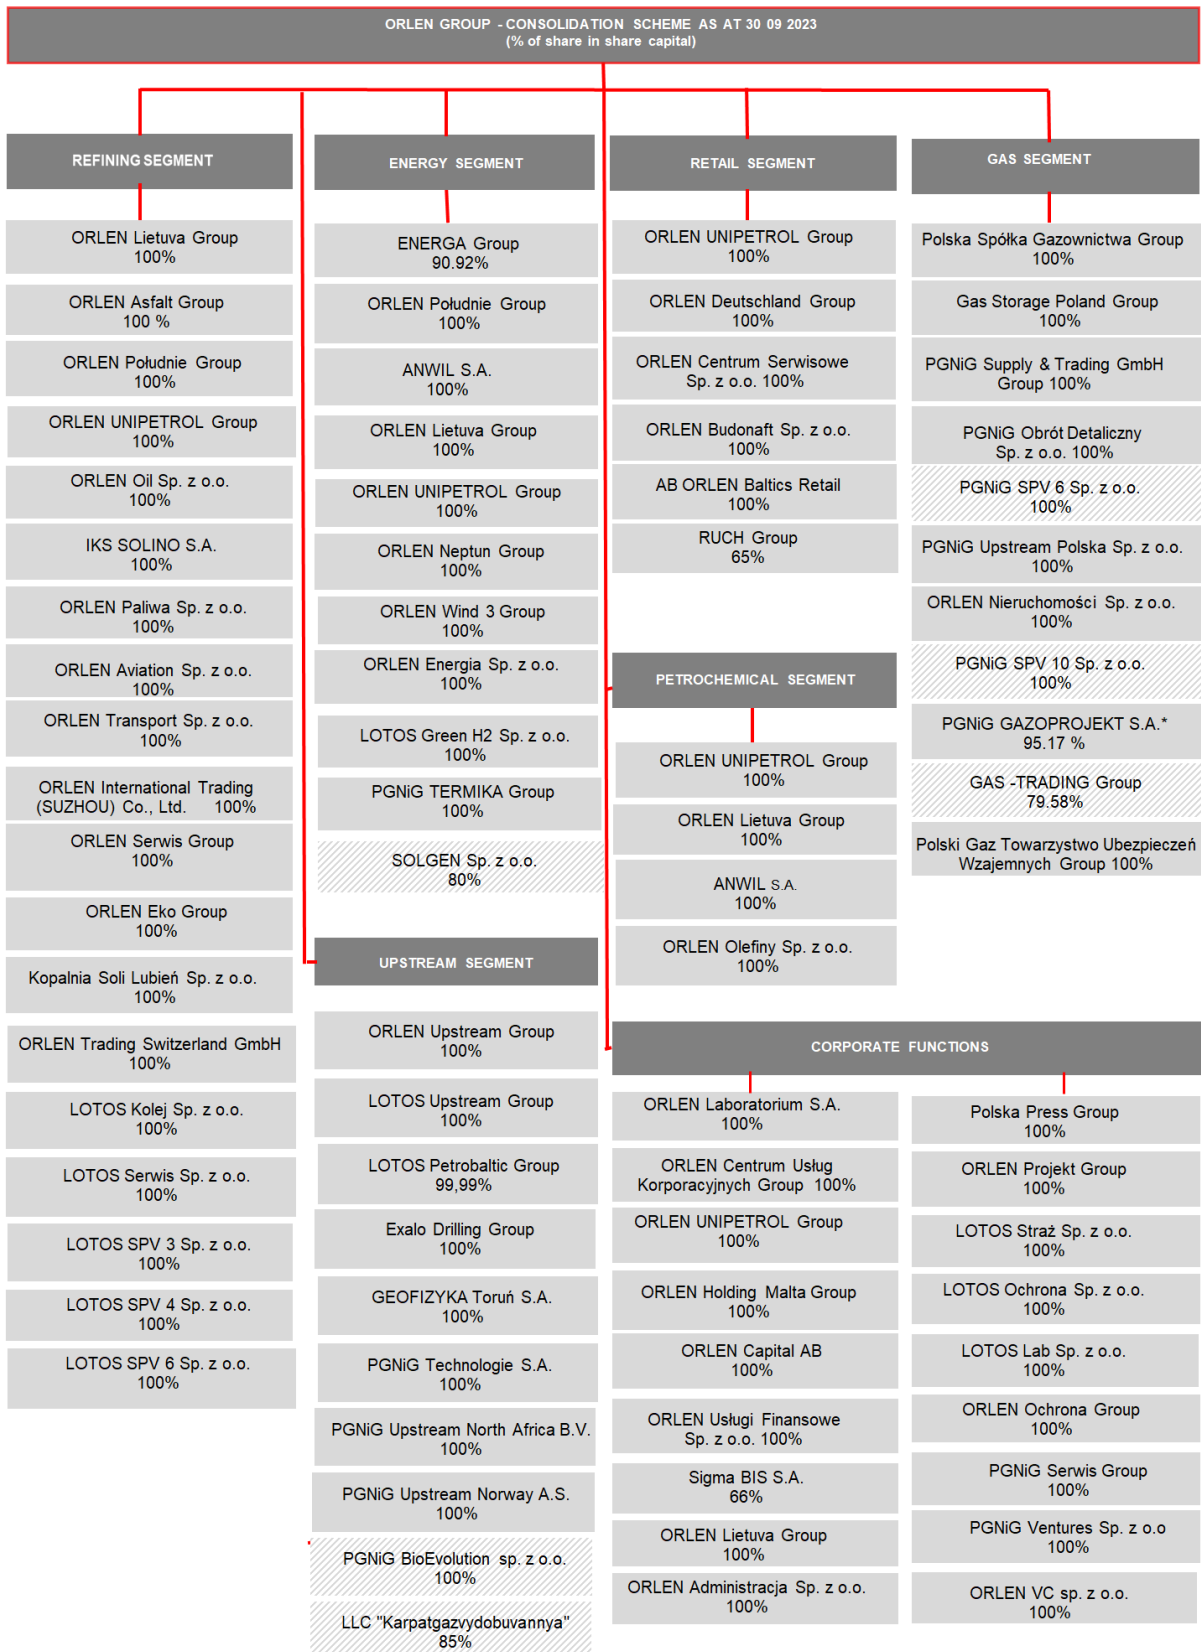 ORLEN GROUP - CONSOLIDATION SCHEME AS AT 30 09 2023
(% of share in share capital)
REFINING SEGMENT
ORLEN Lietuva Group
100%
ORLEN Asfalt Group
100 %
ORLEN Południe Group
100%
ORLEN UNIPETROL Group
100%
ORLEN Oil Sp. z o.o.
100%
IKS SOLINO S.A.
100%
ORLEN Paliwa Sp. z o.o.
100%
ORLEN Aviation Sp. z o.o.
100%
ORLEN Transport Sp. z o.o.
100%
ORLEN International Trading
(SUZHOU) Co., Ltd. 100%
ORLEN Serwis Group
100%
ORLEN Eko Group
100%
Kopalnia Soli Lubień Sp. z o.o.
100%
ORLEN Trading Switzerland GmbH
100%
LOTOS Kolej Sp. z o.o.
100%
LOTOS Serwis Sp. z o.o.
100%
LOTOS SPV 3 Sp. z o.o.
100%
LOTOS SPV 4 Sp. z o.o.
100%
LOTOS SPV 6 Sp. z o.o.
100%
ENERGY SEGMENT
ENERGA Group
90.92%
ORLEN Południe Group
100%
ANWIL S.A.
100%
ORLEN Lietuva Group
100%
ORLEN UNIPETROL Group
100%
ORLEN Neptun Group
100%
ORLEN Wind 3 Group
100%
ORLEN Energia Sp. z o.o.
100%
LOTOS Green H2 Sp. z o.o.
100%
PGNiG TERMIKA Group
100%
SOLGEN Sp. z o.o.
80%
UPSTREAM SEGMENT
ORLEN Upstream Group
100%
LOTOS Upstream Group
100%
LOTOS Petrobaltic Group
99,99%
Exalo Drilling Group
100%
GEOFIZYKA Toruń S.A.
100%
PGNiG Technologie S.A.
100%
PGNiG Upstream North Africa B.V.
100%
PGNiG Upstream Norway A.S.
100%
PGNiG BioEvolution sp. z o.o.
100%
LLC "Karpatgazvydobuvannya"
85%
RETAIL SEGMENT
ORLEN UNIPETROL Group
100%
ORLEN Deutschland Group
100%
ORLEN Centrum Serwisowe
Sp. z o.o. 100%
ORLEN Budonaft Sp. z o.o.
100%
AB ORLEN Baltics Retail
100%
RUCH Group
65%
PETROCHEMICAL SEGMENT
ORLEN UNIPETROL Group
100%
ORLEN Lietuva Group
100%
ANWIL S.A.
100%
ORLEN Olefiny Sp. z o.o.
100%
GAS SEGMENT
Polska Spółka Gazownictwa Group
100%
Gas Storage Poland Group
100%
PGNiG Supply & Trading GmbH
Group 100%
PGNiG Obrót Detaliczny
Sp. z o.o. 100%
PGNiG SPV 6 Sp. z o.o.
100%
PGNiG Upstream Polska Sp. z o.o.
100%
ORLEN Nieruchomości Sp. z o.o.
100%
PGNiG SPV 10 Sp. z o.o.
100%
PGNiG GAZOPROJEKT S.A.*
95.17 %
GAS -TRADING Group
79.58%
Polski Gaz Towarzystwo Ubezpieczeń
Wzajemnych Group 100%
CORPORATE FUNCTIONS
ORLEN Laboratorium S.A.
100%
ORLEN Centrum Usług
Korporacyjnych Group 100%
ORLEN UNIPETROL Group
100%
ORLEN Holding Malta Group
100%
ORLEN Capital AB
100%
ORLEN Usługi Finansowe
Sp. z o.o. 100%
Sigma BIS S.A.
66%
ORLEN Lietuva Group
100%
ORLEN Administracja Sp. z o.o.
100%
Polska Press Group
100%
ORLEN Projekt Group
100%
LOTOS Straż Sp. z o.o.
100%
LOTOS Ochrona Sp. z o.o.
100%
LOTOS Lab Sp. z o.o.
100%
ORLEN Ochrona Group
100%
PGNiG Serwis Group
100%
PGNiG Ventures Sp. z o.o
100%
ORLEN VC sp. z o.o.
100%